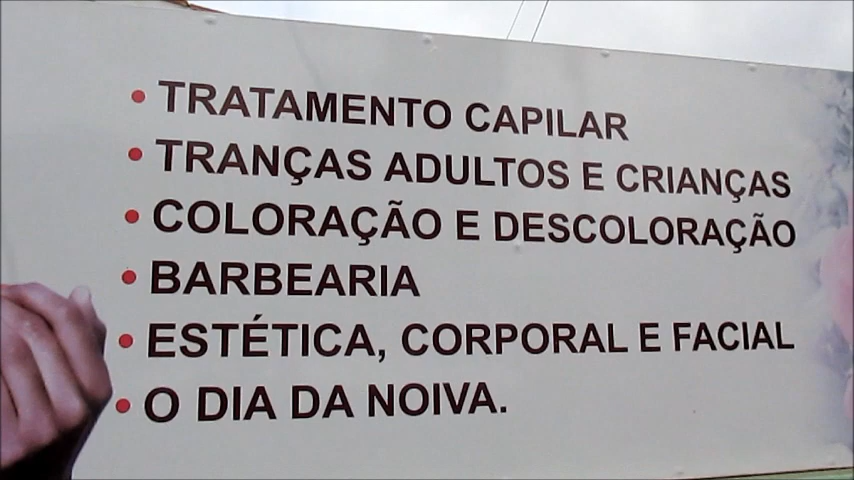 • TRATAMENTO CAPILAR
• TRANÇAS ADULTOS E CRIANÇAS
• COLORAÇÃO E DESCOLORAÇÃO
• BARBEARIA
• ESTÉTICA, CORPORAL E FACIAL
• O DIA DA NOIVA.